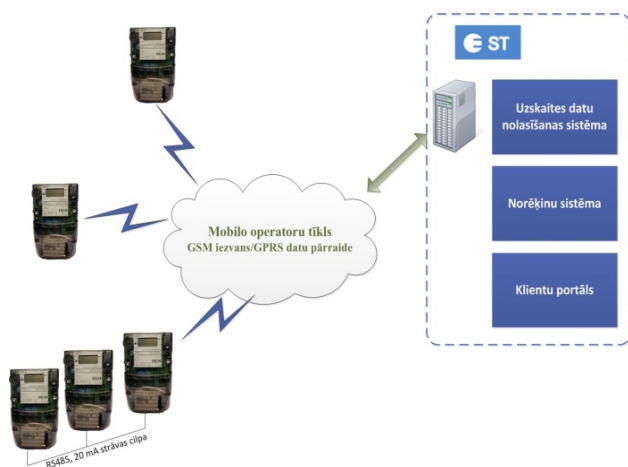 ST
Uzskaites datu
nolasīšanas sistēma
Mobilo operatoru tīkls
GSM iezvans/GPRS datu pārraide
Norēķinu sistēma
Klientu portāls
RS485, 20 mA strāvas cilpa